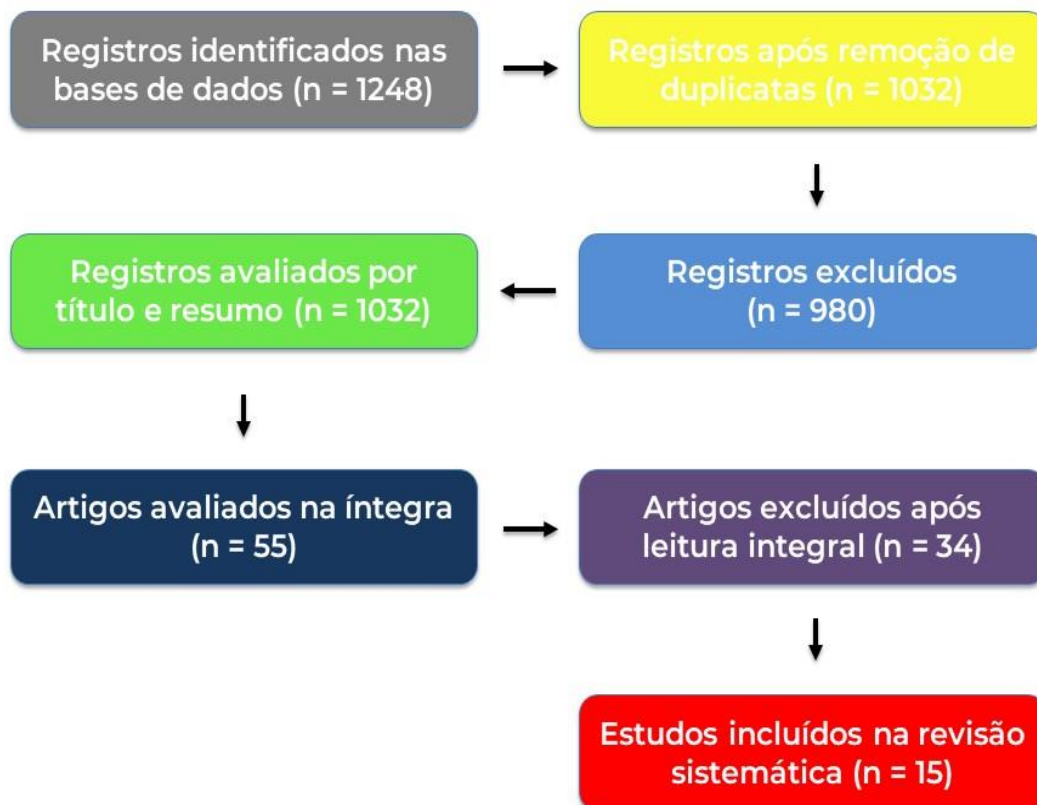 Registros identificados nas
bases de dados (n = 1248)
Registros após remoção de
duplicatas (n = 1032)
Registros excluídos
(n = 980)
Registros avaliados por
título e resumo (n = 1032)
Artigos avaliados na íntegra
(n = 55)
Artigos excluídos após
leitura integral (n = 34)
Estudos incluídos na revisão
sistemática (n = 15)